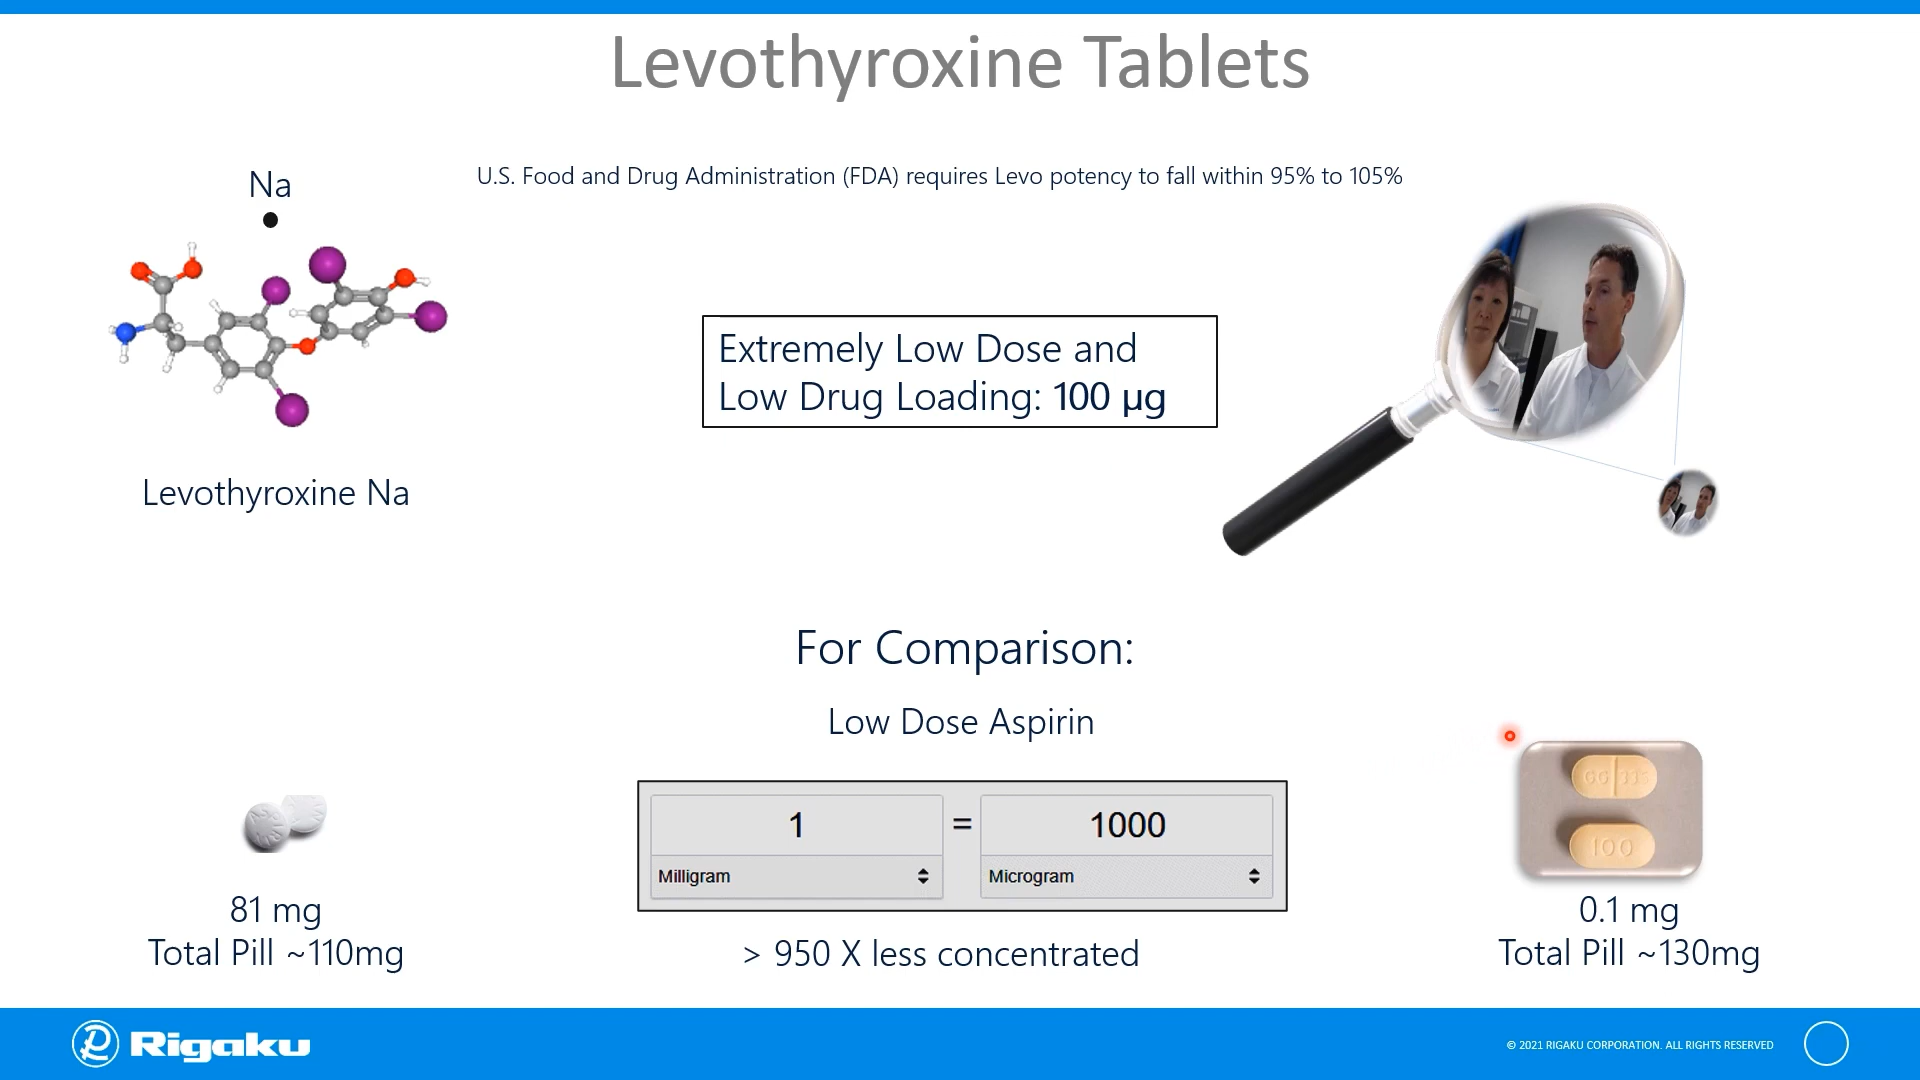 Levothyroxine Tablets
U.S. Food and Drug Administration (FDA) requires Levo potency to fall within 95% to 105%
Na
Extremely Low Dose and
Low Drug Loading: 100 µg
Levothyroxine Na
For Comparison:
Low Dose Aspirin
1 = 1000
Milligram Microgram
100
81 mg
Total Pill ~110mg
> 950 X less concentrated
0.1 mg
Total Pill ~130mg
Rigaku
© 2021 RIGAKU CORPORATION. ALL RIGHTS RESERVED